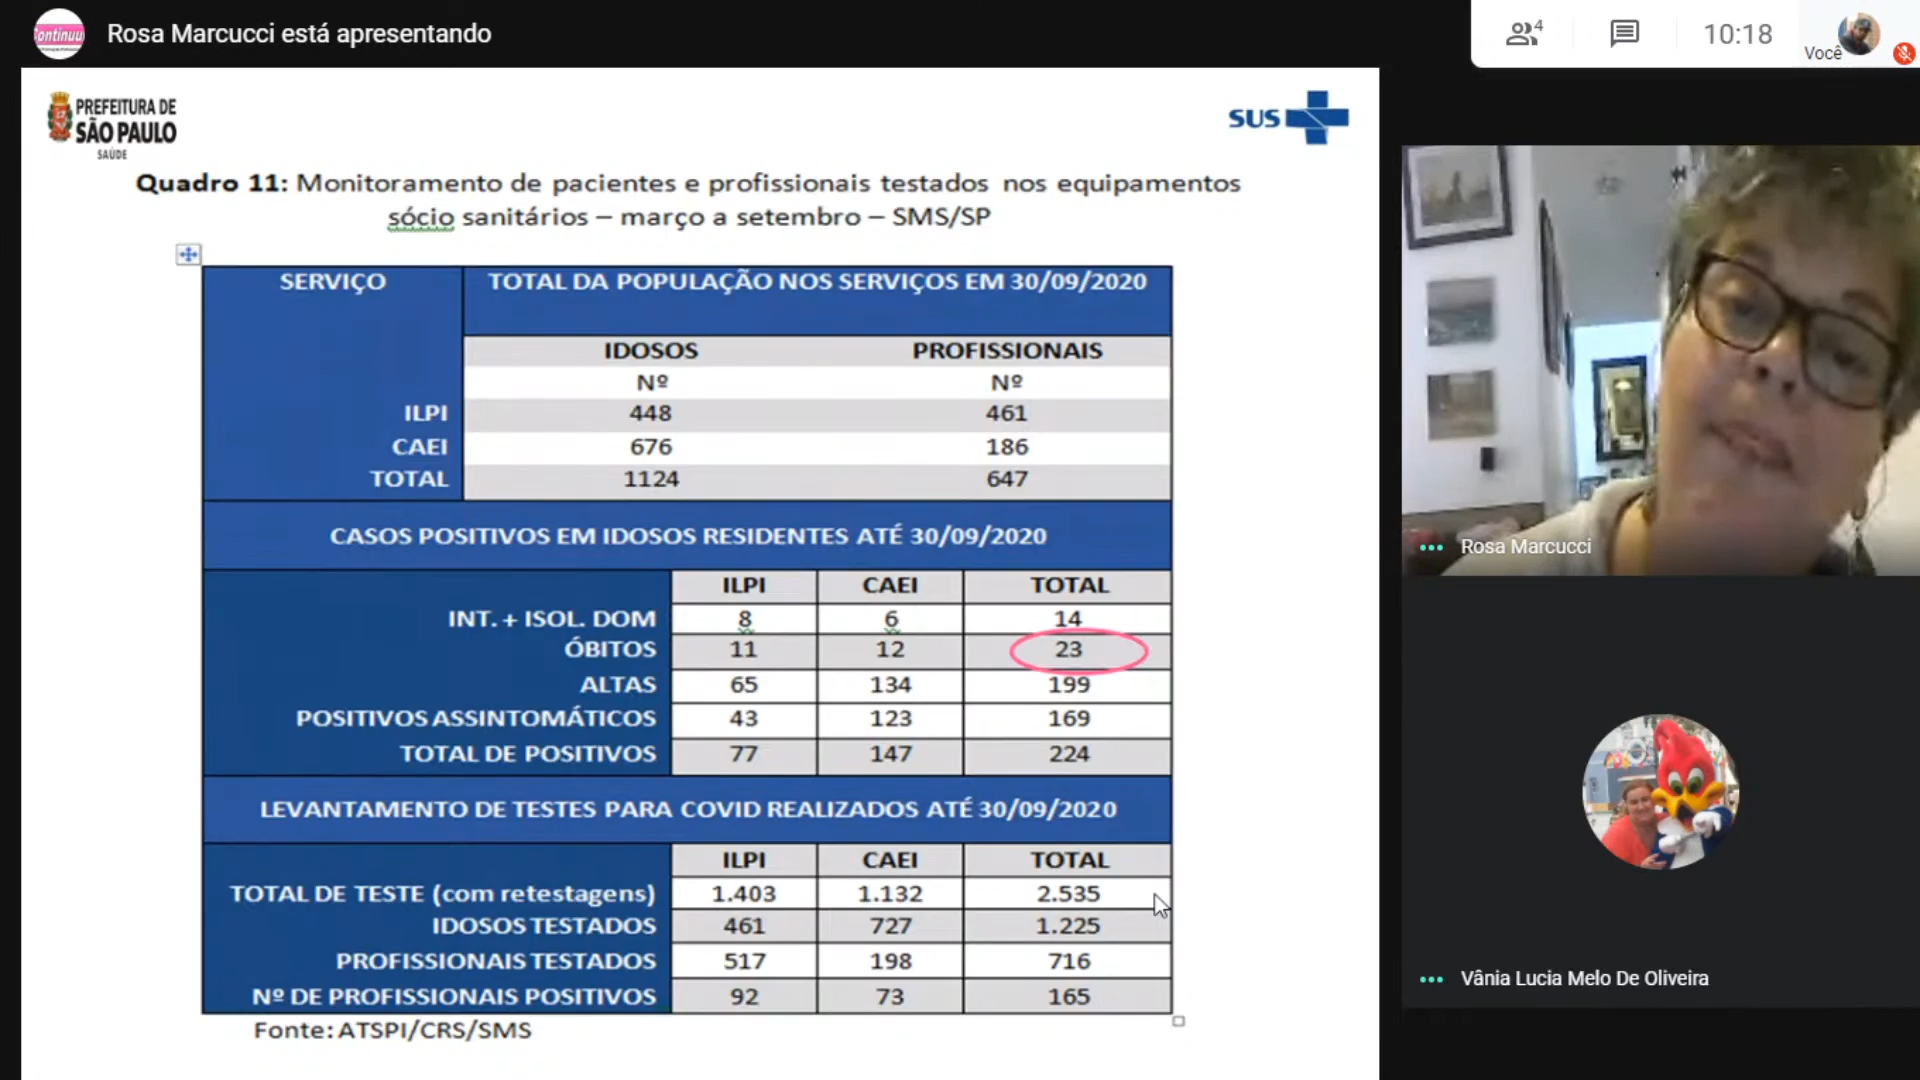 Continuu
Rosa Marcucci está apresentando
4
10:18
Você
PREFEITURA DE
SÃO PAULO
SAÚDE
SUS
Quadro 11: Monitoramento de pacientes e profissionais testados nos equipamentos
sócio sanitários – março a setembro – SMS/SP
SERVIÇO TOTAL DA POPULAÇÃO NOS SERVIÇOS EM 30/09/2020
IDOSOS PROFISSIONAIS
Nº Nº
ILPI 448 461
CAEI 676 186
TOTAL 1124 647
CASOS POSITIVOS EM IDOSOS RESIDENTES ATÉ 30/09/2020
ILPI CAEI TOTAL
INT. + ISOL. DOM 8 6 14
ÓBITOS 11 12 23
ALTAS 65 134 199
POSITIVOS ASSINTOMÁTICOS 43 123 169
TOTAL DE POSITIVOS 77 147 224
LEVANTAMENTO DE TESTES PARA COVID REALIZADOS ATÉ 30/09/2020
ILPI CAEI TOTAL
TOTAL DE TESTE (com retestagens) 1.403 1.132 2.535
IDOSOS TESTADOS 461 727 1.225
PROFISSIONAIS TESTADOS 517 198 716
Nº DE PROFISSIONAIS POSITIVOS 92 73 165
Fonte: ATSPI/CRS/SMS
Rosa Marcucci
Vânia Lucia Melo De Oliveira